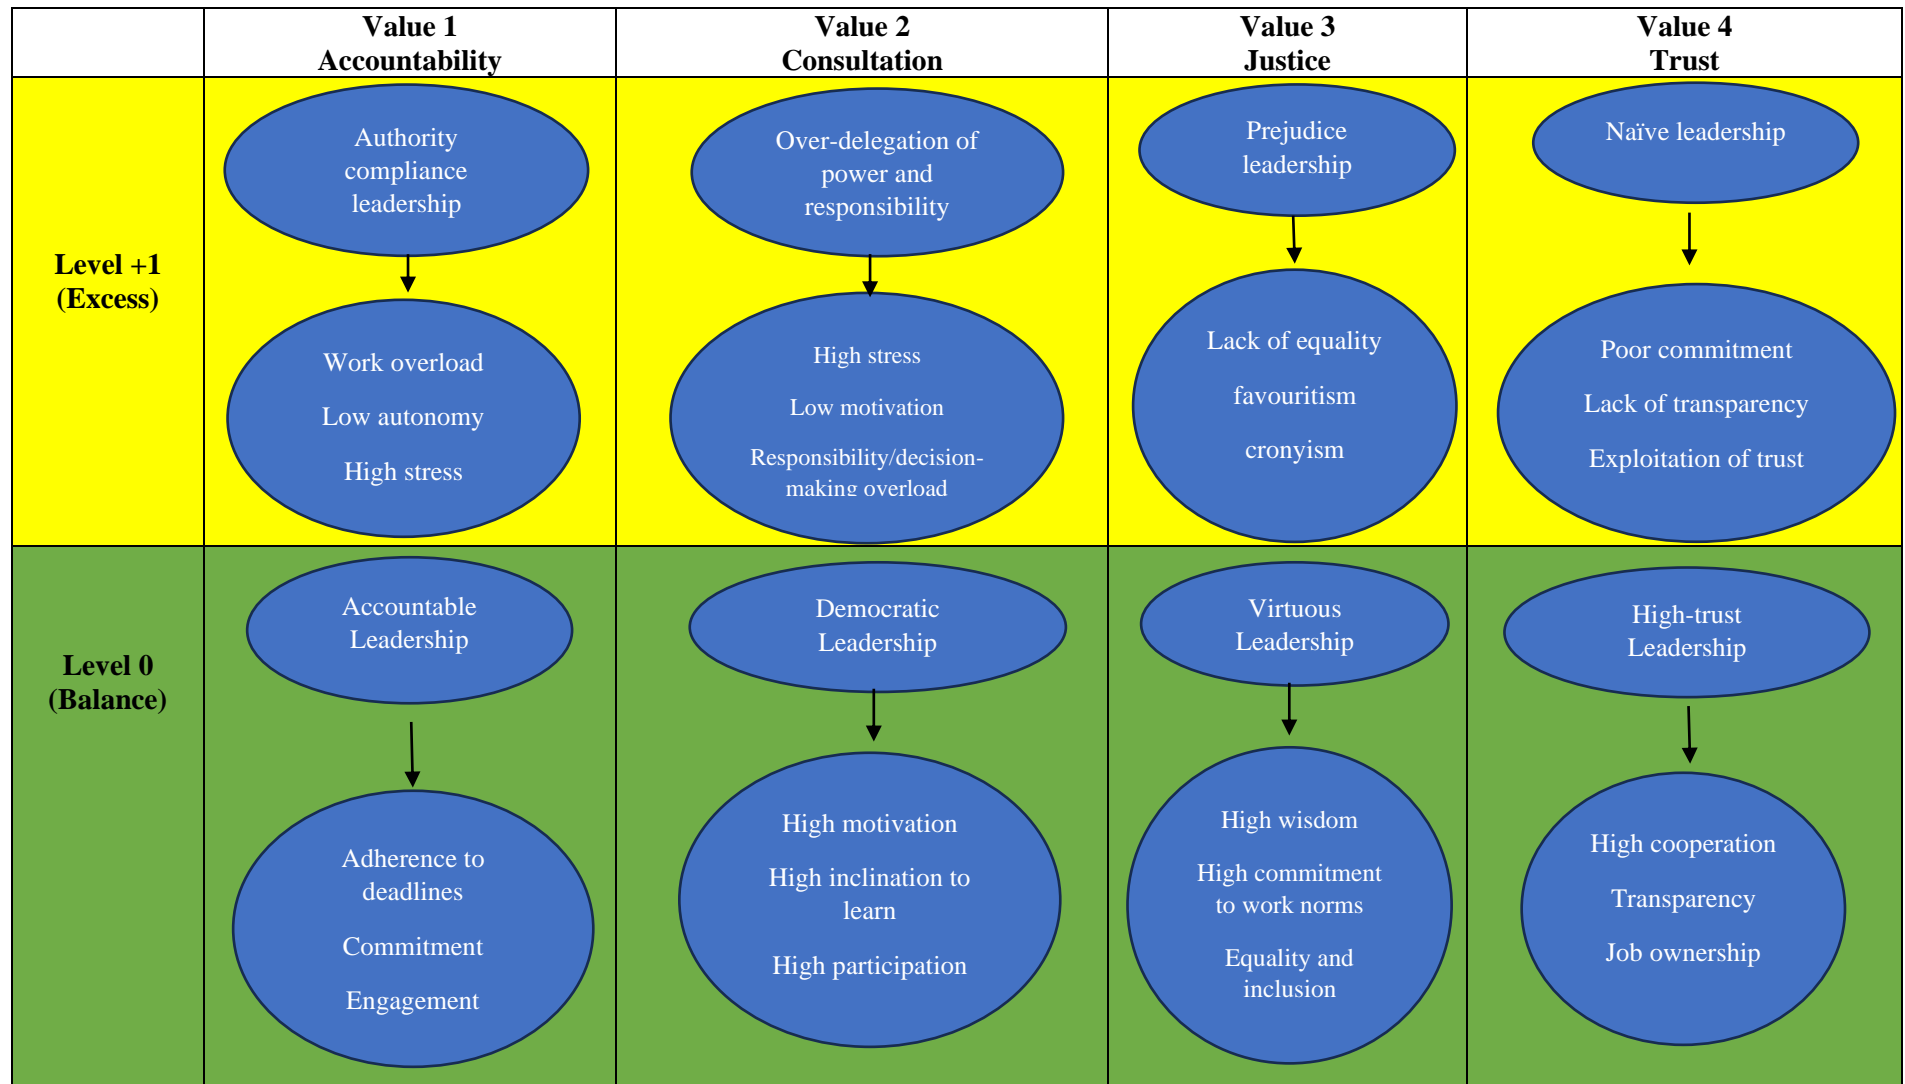 Value 1
Accountability
Value 2
Consultation
Value 3
Justice
Value 4
Trust
Level +1
(Excess)
Authority
compliance
leadership
Work overload
Low autonomy
High stress
Over-delegation of
power and
responsibility
High stress
Low motivation
Responsibility/decision-
making overload
Prejudice
leadership
Lack of equality
favouritism
cronyism
Naïve leadership
Poor commitment
Lack of transparency
Exploitation of trust
Level 0
(Balance)
Accountable
Leadership
Adherence to
deadlines
Commitment
Engagement
Democratic
Leadership
High motivation
High inclination to
learn
High participation
Virtuous
Leadership
High wisdom
High commitment
to work norms
Equality and
inclusion
High-trust
Leadership
High cooperation
Transparency
Job ownership